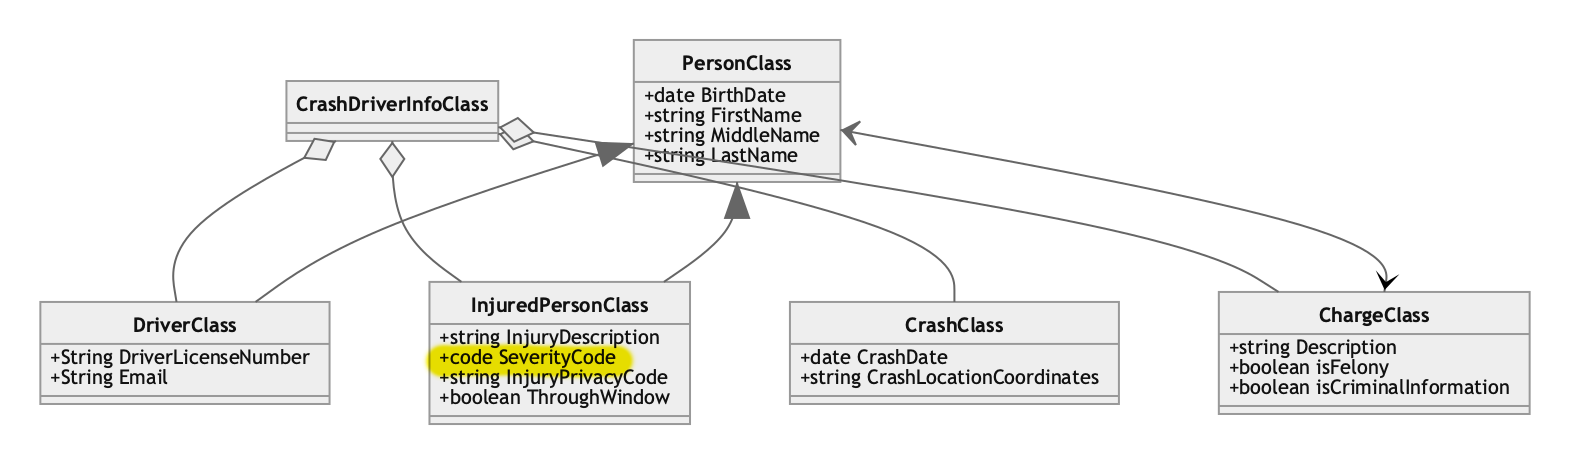 PersonClass
+date BirthDate
+string FirstName
+string MiddleName
+string LastName
CrashDriverInfoClass
DriverClass
+String DriverLicenseNumber
+String Email
InjuredPersonClass
+string InjuryDescription
+code SeverityCode
+string InjuryPrivacyCode
+boolean ThroughWindow
CrashClass
+date CrashDate
+string CrashLocationCoordinates
ChargeClass
+string Description
+boolean isFelony
+boolean isCriminalInformation